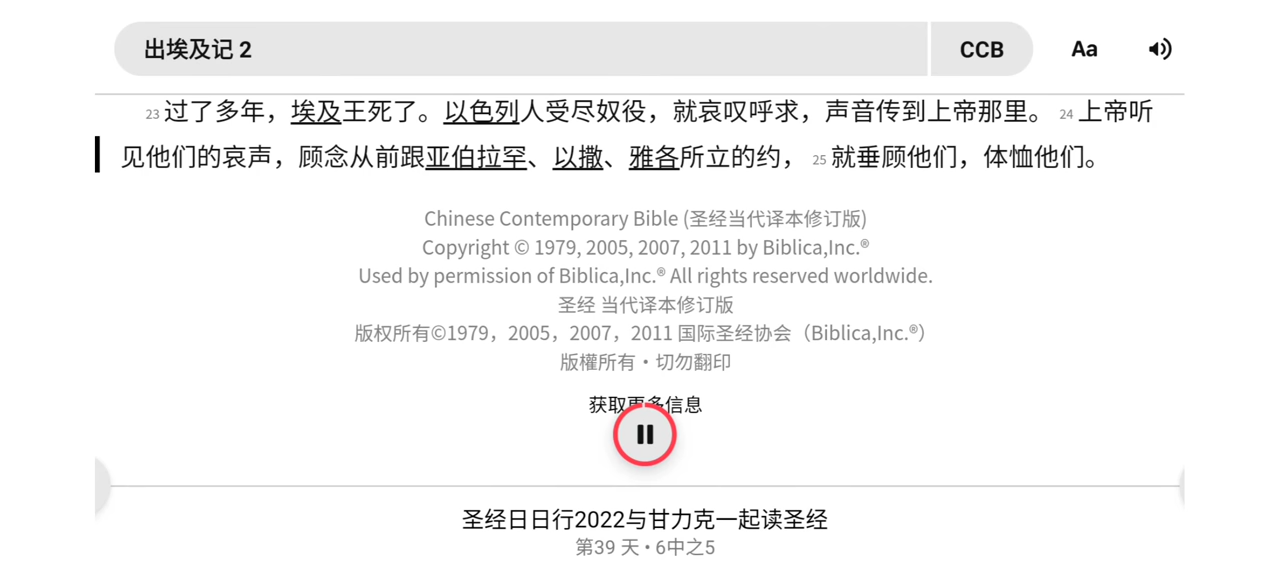 出埃及记 2 CCB Aa
23 过了多年，埃及王死了。以色列人受尽奴役，就哀叹呼求，声音传到上帝那里。 24 上帝听
见他们的哀声，顾念从前跟亚伯拉罕、以撒、雅各所立的约， 25 就垂顾他们，体恤他们。
Chinese Contemporary Bible (圣经当代译本修订版)
Copyright © 1979, 2005, 2007, 2011 by Biblica,Inc.®
Used by permission of Biblica,Inc.® All rights reserved worldwide.
圣经 当代译本修订版
版权所有©1979，2005，2007，2011 国际圣经协会（Biblica,Inc.®）
版權所有・切勿翻印
获取更多信息
圣经日日行2022与甘力克一起读圣经
第39 天 • 6中之5